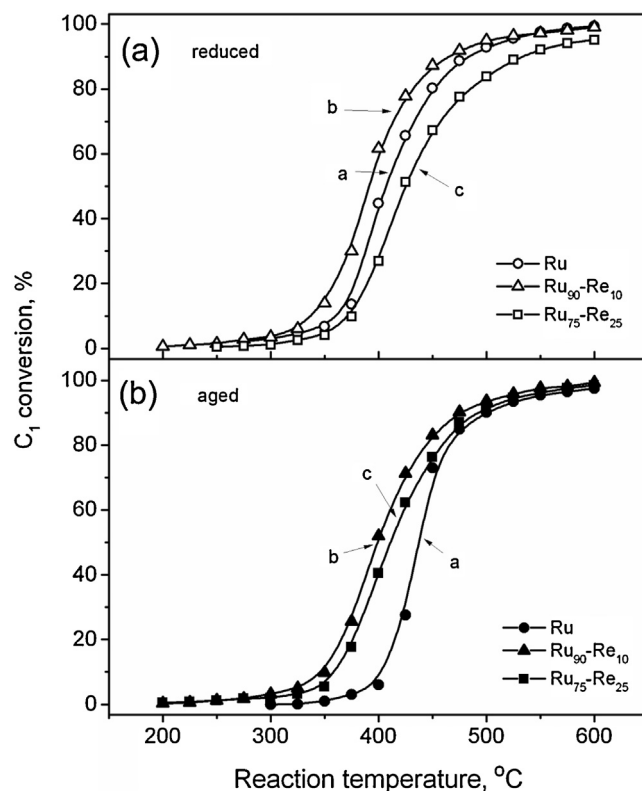 (a) reduced
100
80
60
40
20
0
b
a
c
Ru
Ru₉₀-Re₁₀
Ru₇₅-Re₂₅
C₁ conversion, %
(b) aged
100
80
60
40
20
0
c
b
a
Ru
Ru₉₀-Re₁₀
Ru₇₅-Re₂₅
200 300 400 500 600
Reaction temperature, °C